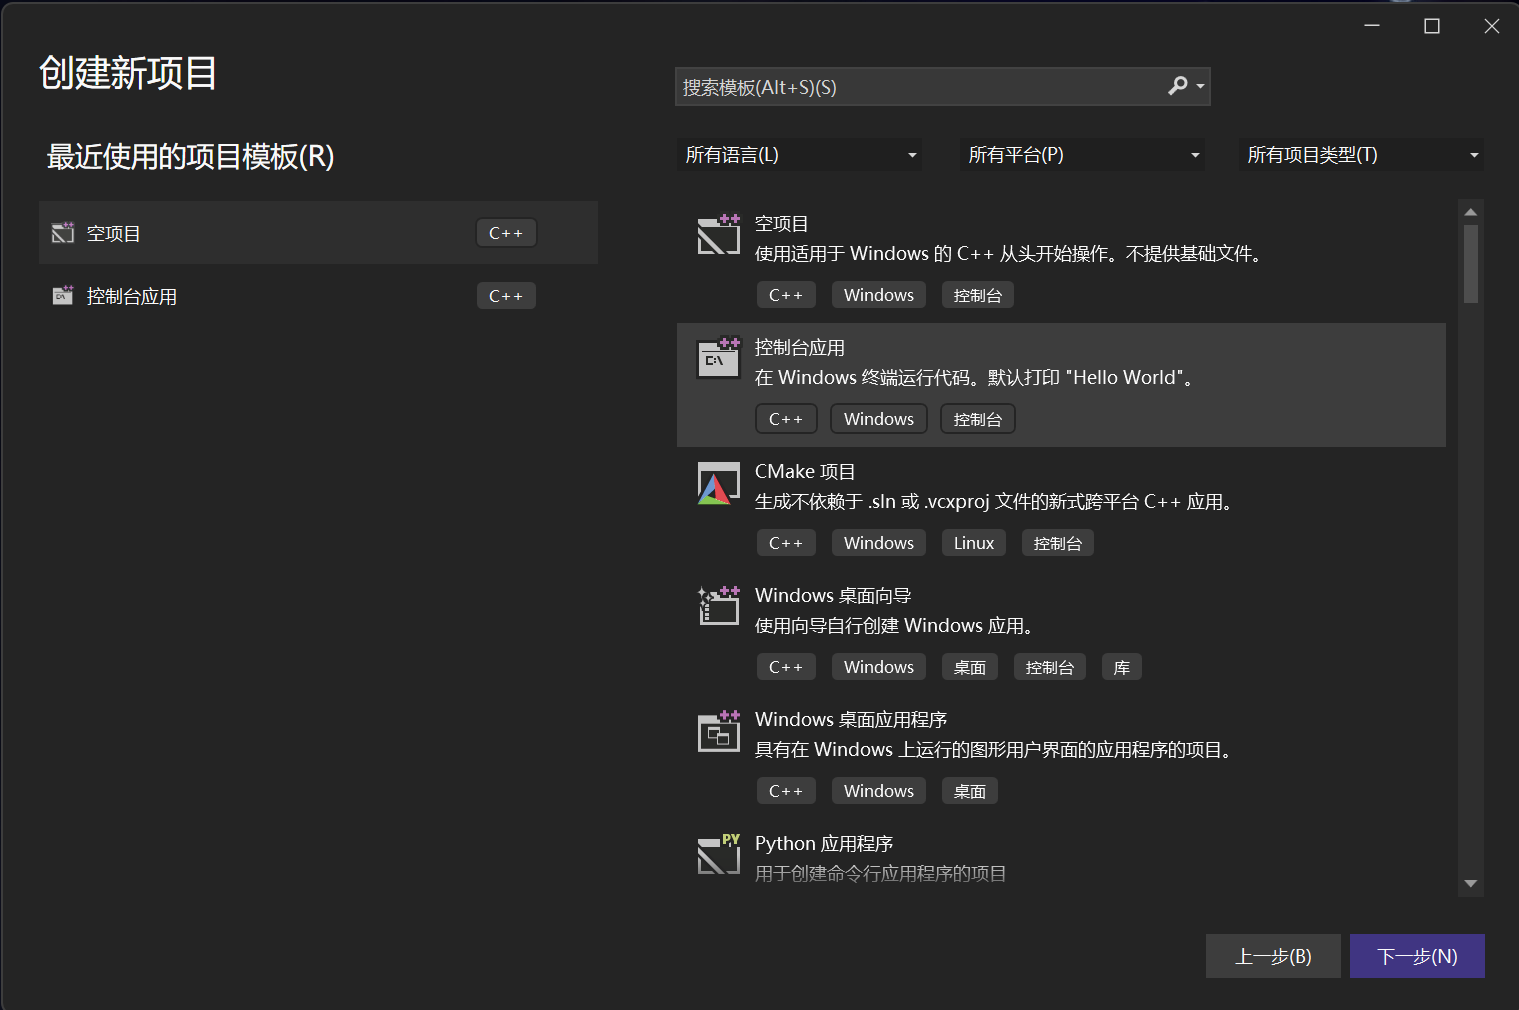 创建新项目
搜索模板(Alt+S)(S)
最近使用的项目模板(R)
所有语言(L)
所有平台(P)
所有项目类型(T)
空项目
C++
控制台应用
C++
空项目
使用适用于 Windows 的 C++ 从头开始操作。不提供基础文件。
C++ Windows 控制台
C:\
控制台应用
在 Windows 终端运行代码。默认打印 "Hello World"。
C++ Windows 控制台
CMake 项目
生成不依赖于 .sln 或 .vcxproj 文件的新式跨平台 C++ 应用。
C++ Windows Linux 控制台
Windows 桌面向导
使用向导自行创建 Windows 应用。
C++ Windows 桌面 控制台 库
Windows 桌面应用程序
具有在 Windows 上运行的图形用户界面的应用程序的项目。
C++ Windows 桌面
PY
Python 应用程序
用于创建命令行应用程序的项目
上一步(B)
下一步(N)